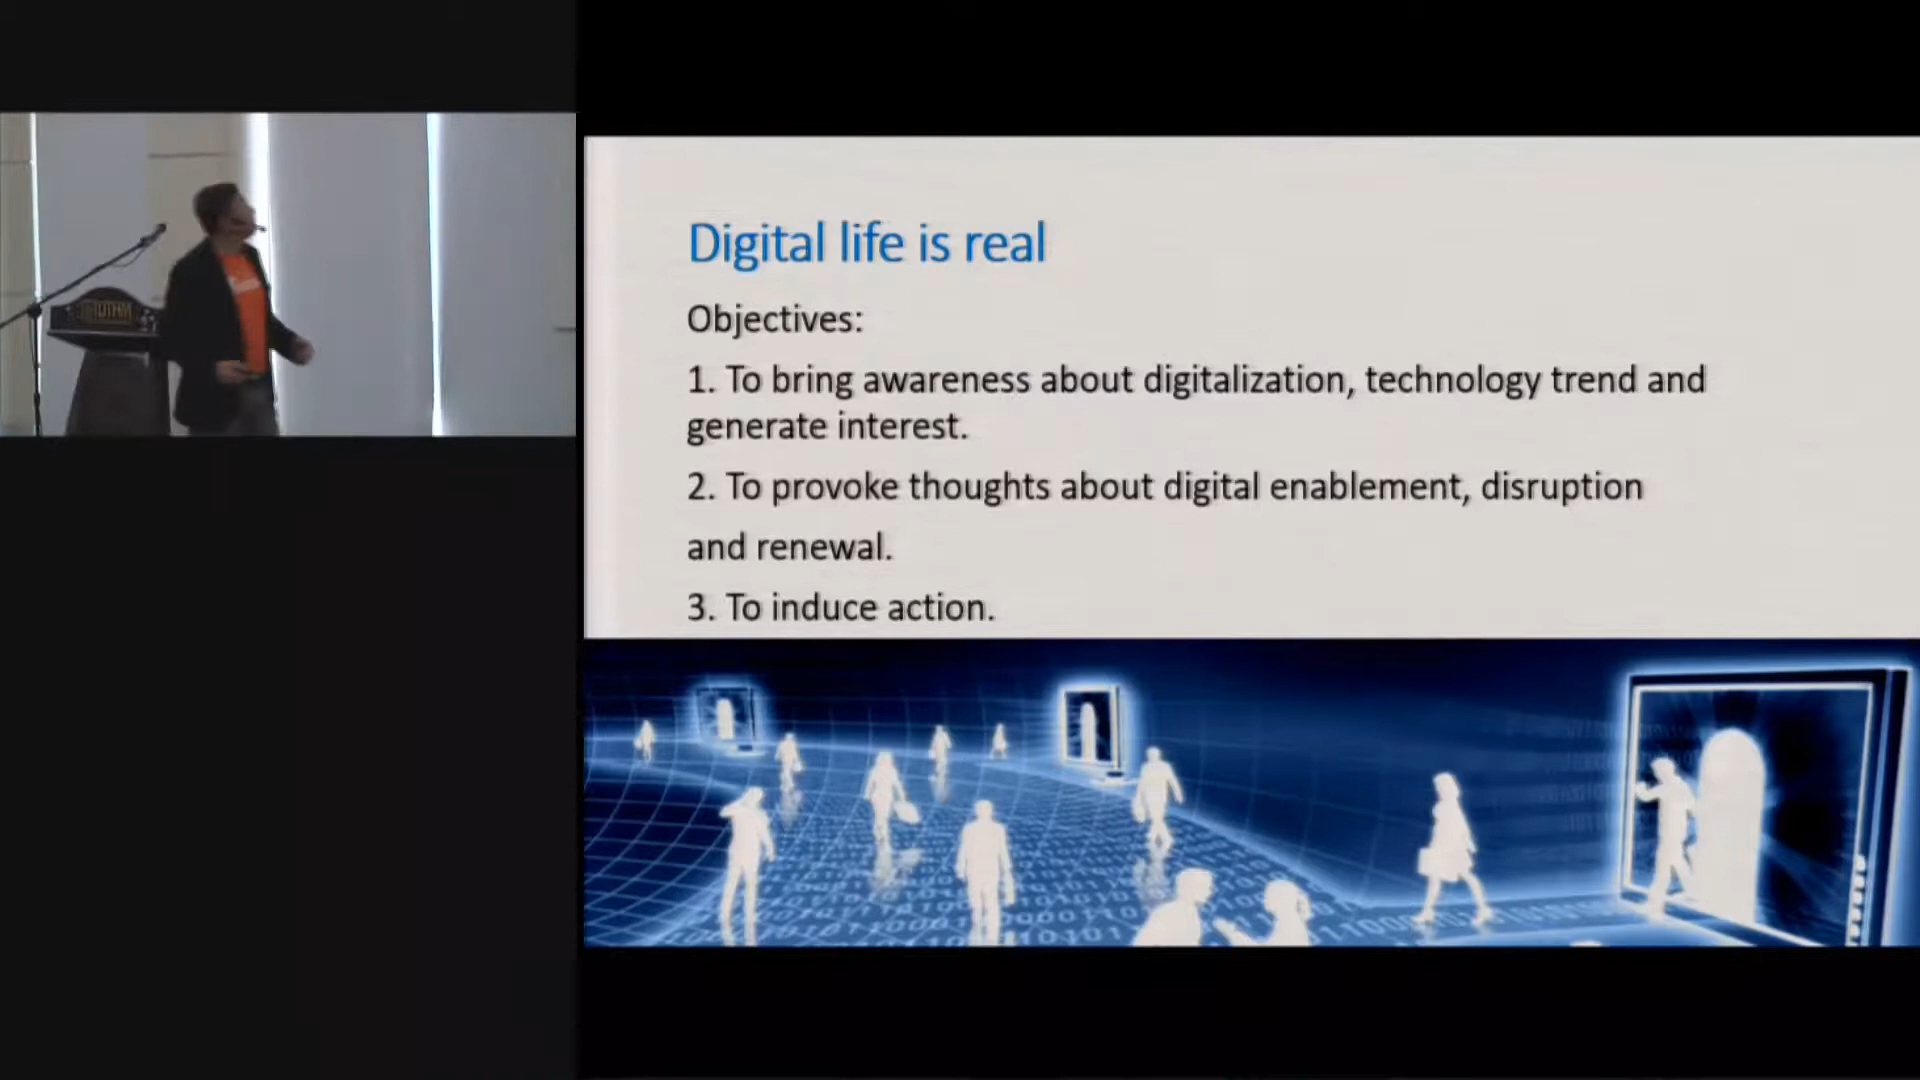 Digital life is real
Objectives:
1. To bring awareness about digitalization, technology trend and
generate interest.
2. To provoke thoughts about digital enablement, disruption
and renewal.
3. To induce action.
UTHM